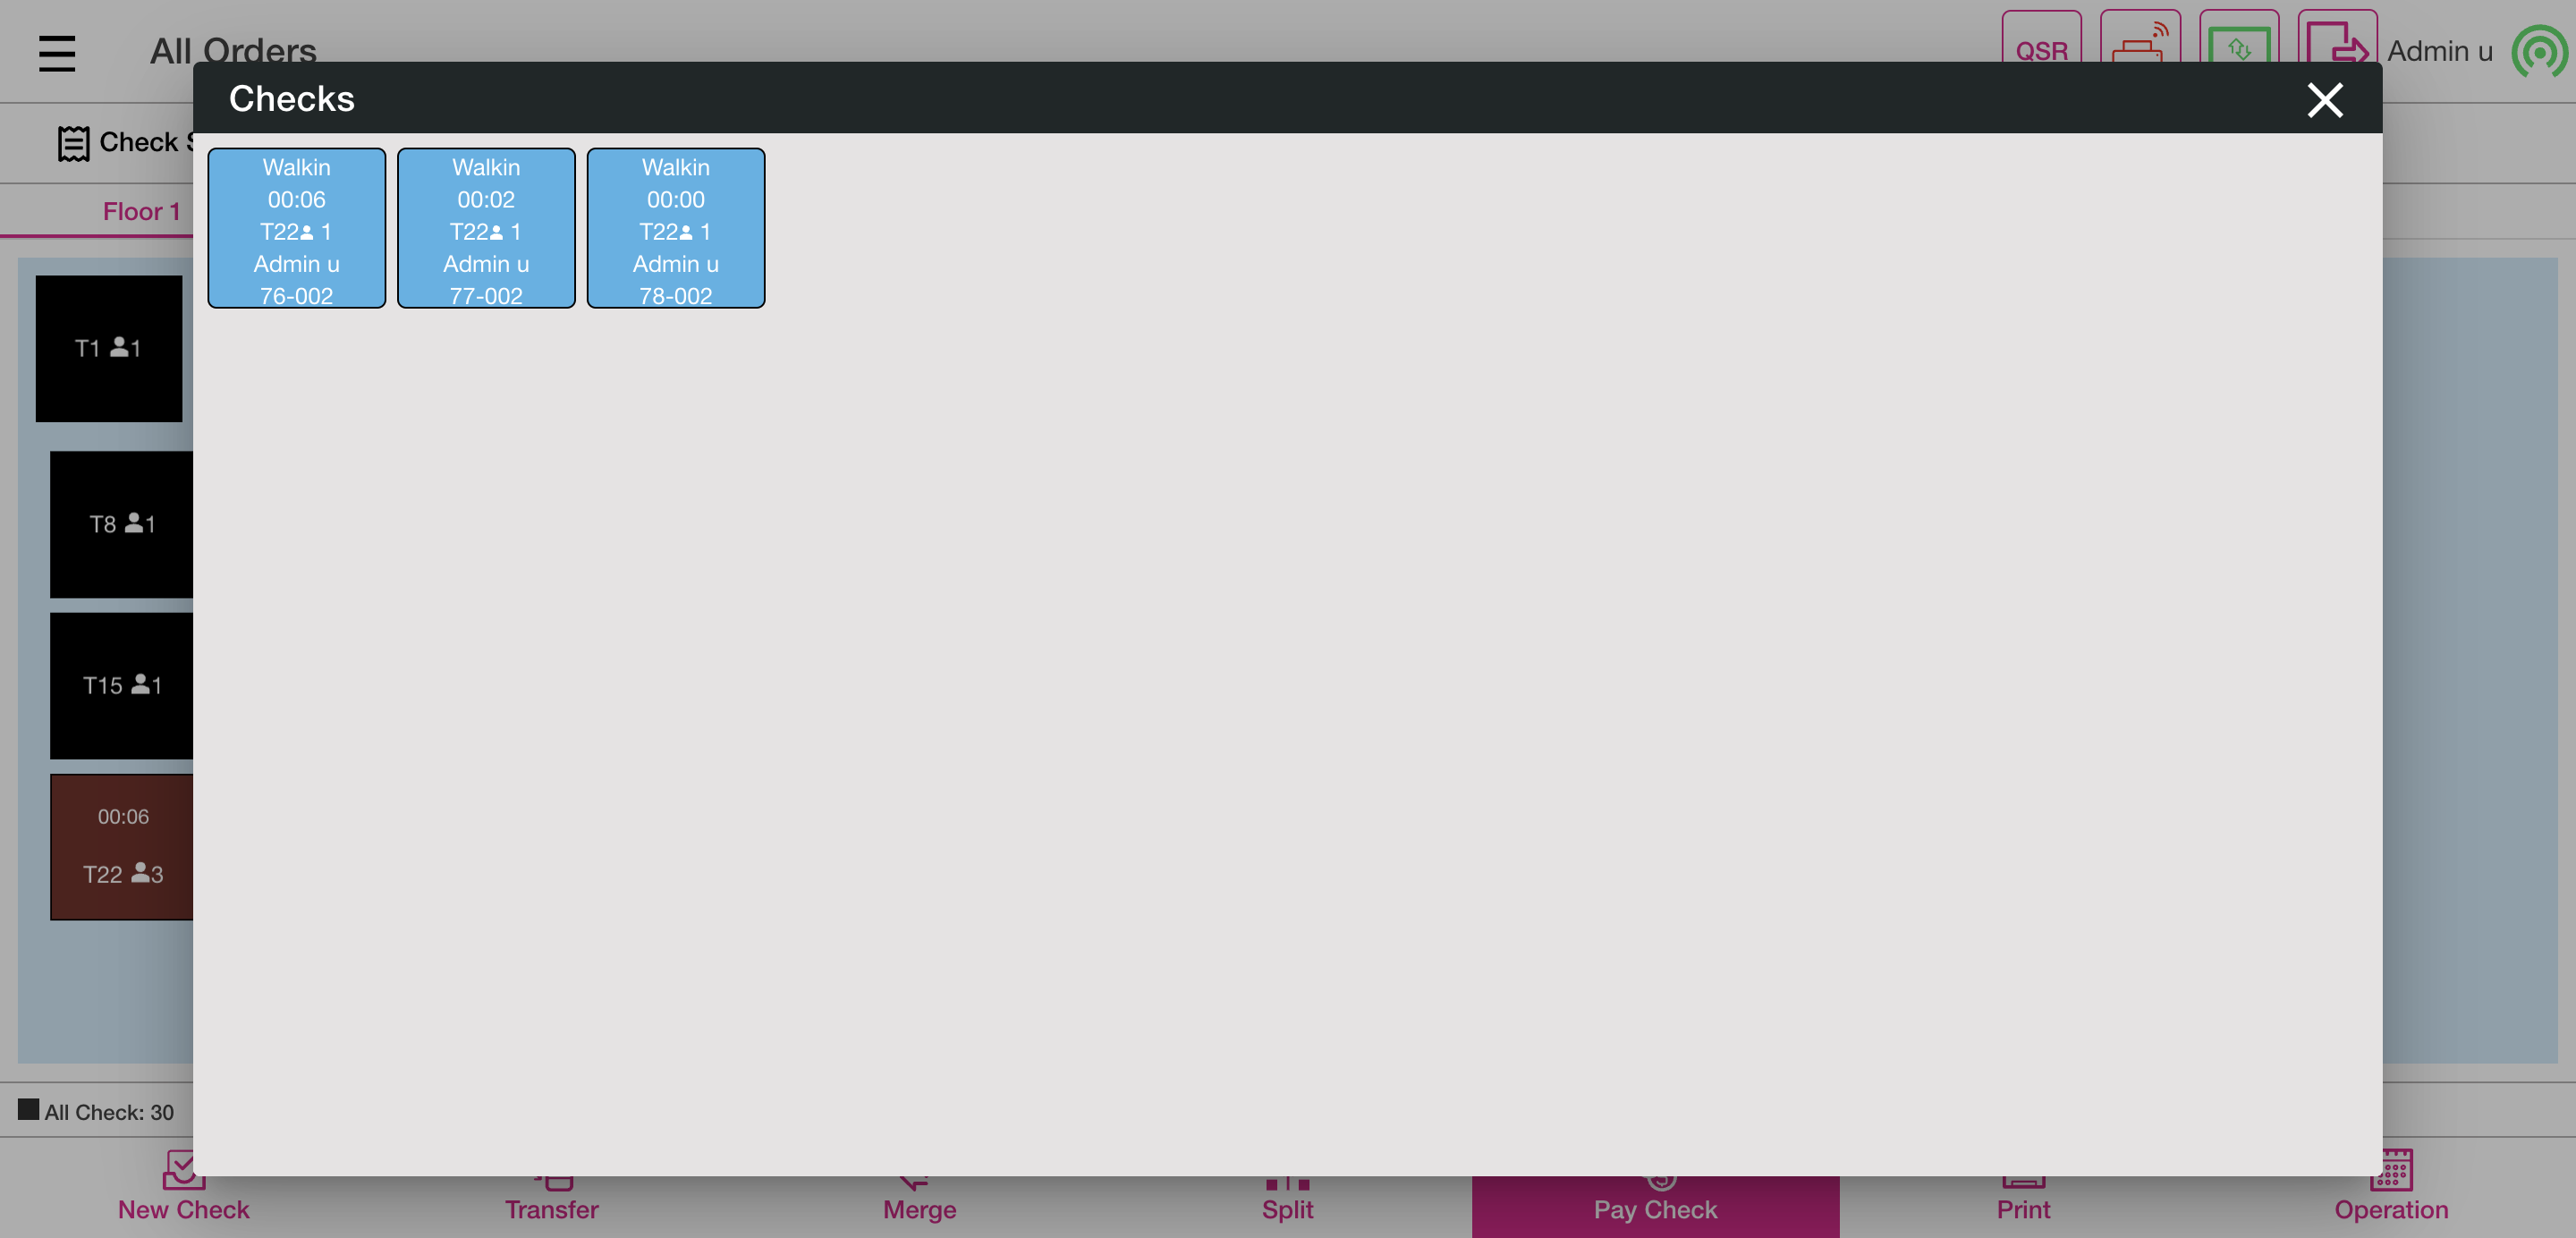 All Orders
QSR
Admin u
Checks
Check
Floor 1
Walkin
00:06
T22 1
Admin u
76-002
Walkin
00:02
T22 1
Admin u
77-002
Walkin
00:00
T22 1
Admin u
78-002
T1 1
T8 1
T15 1
00:06
T22 3
All Check: 30
New Check
Transfer
Merge
Split
Pay Check
Print
Operation